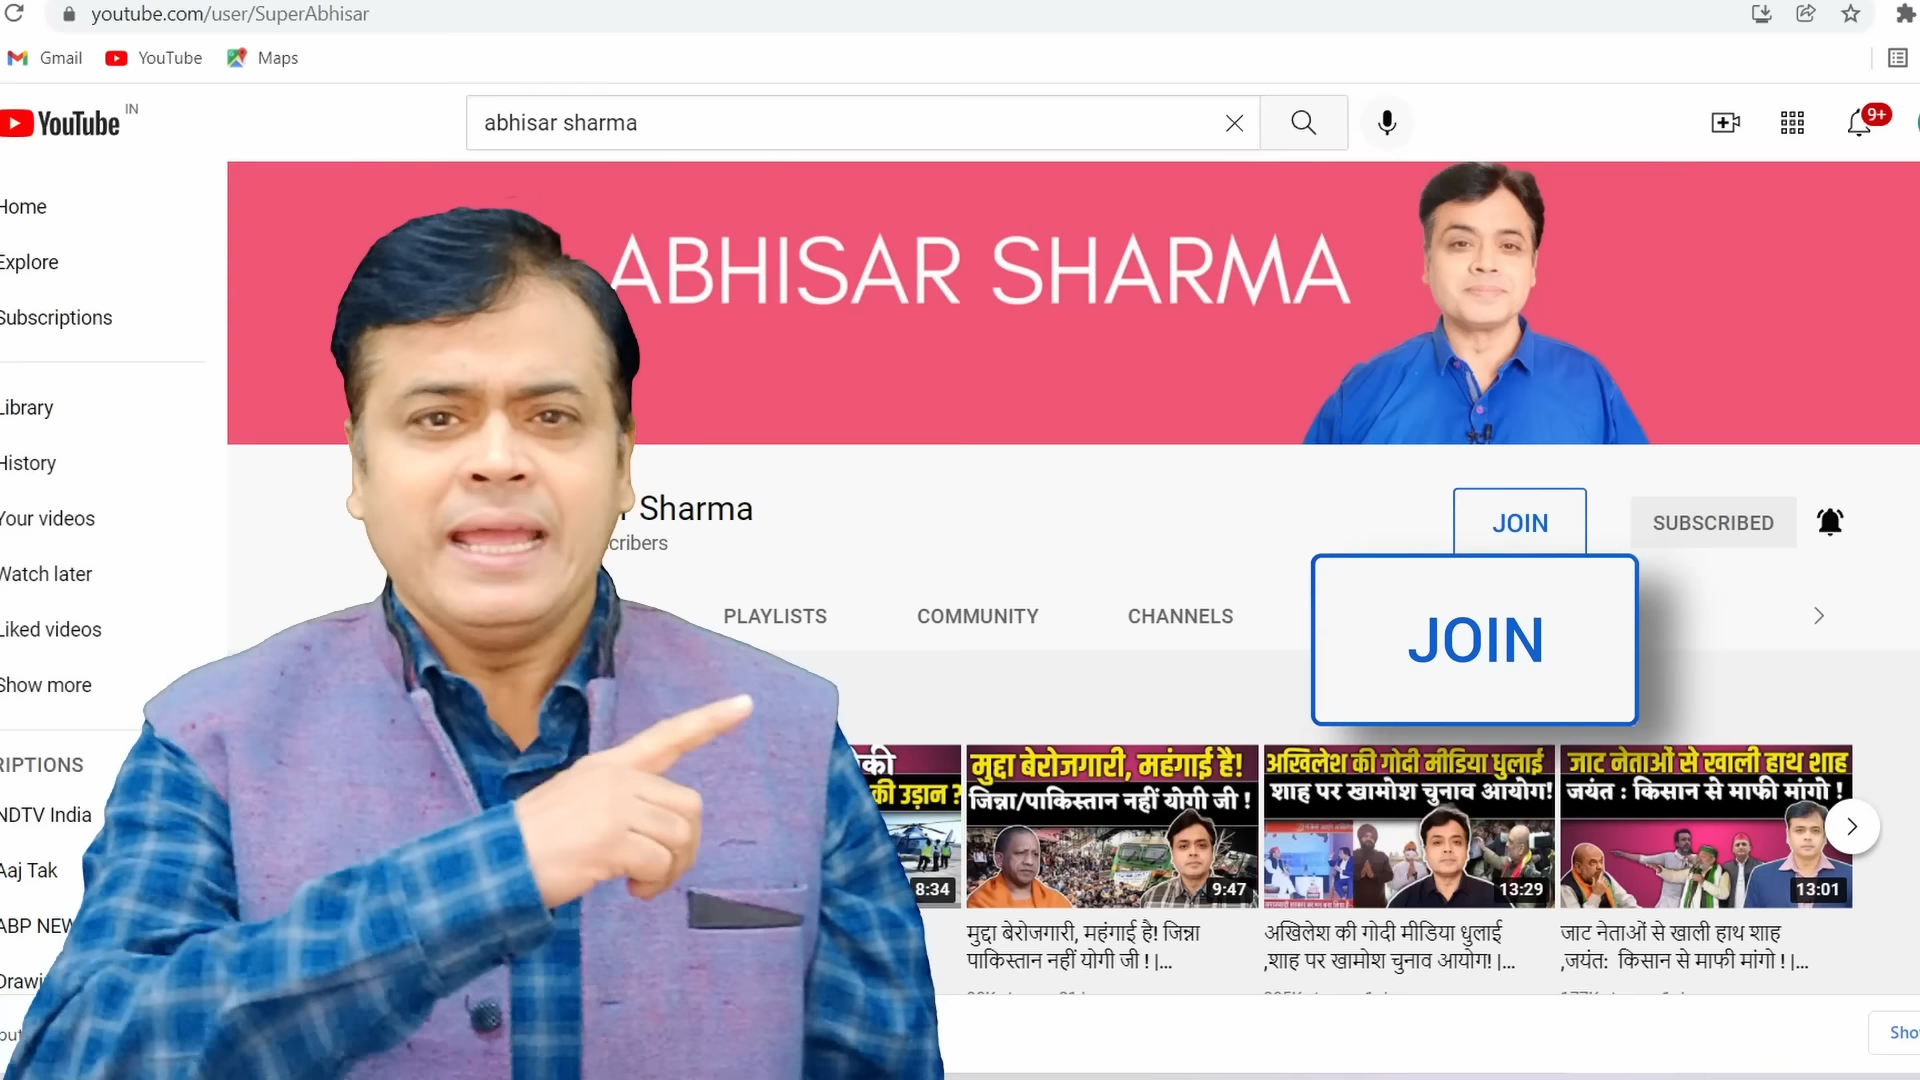 youtube.com/user/SuperAbhisar
Gmail
YouTube
Maps
YouTube IN
abhisar sharma
9+
Home
Explore
Subscriptions
Library
History
Your videos
Watch later
Liked videos
Show more
RIPTIONS
NDTV India
Aaj Tak
ABP NEW
ABHISAR SHARMA
Sharma
cribers
JOIN
SUBSCRIBED
JOIN
PLAYLISTS
COMMUNITY
CHANNELS
की उड़ान ?
8:34
मुद्दा बेरोजगारी, महंगाई है!
जिन्ना/पाकिस्तान नहीं योगी जी !
9:47
अखिलेश की गोदी मीडिया धुलाई
शाह पर खामोश चुनाव आयोग!
13:29
जाट नेताओं से खाली हाथ शाह
जयंत : किसान से माफी मांगो !
13:01
मुद्दा बेरोजगारी, महंगाई है! जिन्ना
पाकिस्तान नहीं योगी जी ! |...
अखिलेश की गोदी मीडिया धुलाई
,शाह पर खामोश चुनाव आयोग! |...
जाट नेताओं से खाली हाथ शाह
,जयंत: किसान से माफी मांगो ! |...
Sho